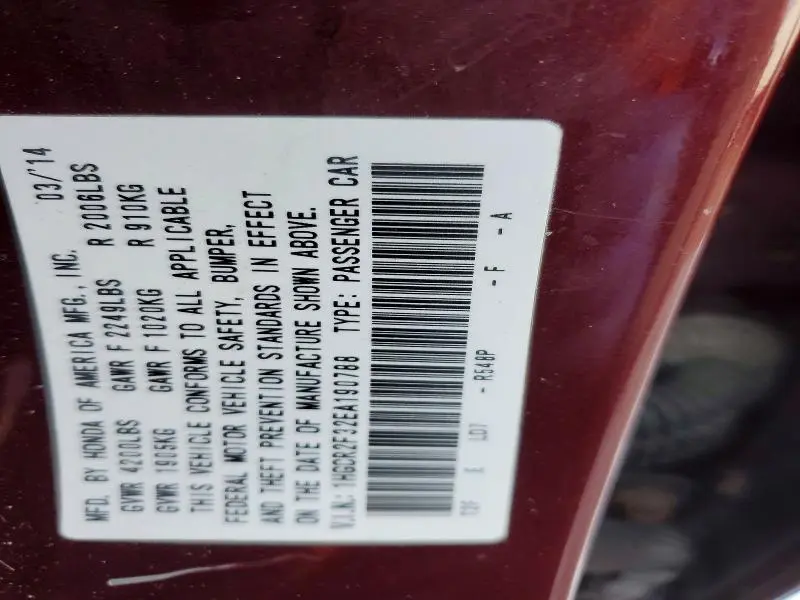 MFD. BY HONDA OF AMERICA MFG., INC. 03/'14
GVWR 4200LBS GAWR F 2249LBS R 2006LBS
GVWR 1905KG GAWR F 1020KG R 910KG
THIS VEHICLE CONFORMS TO ALL APPLICABLE
FEDERAL MOTOR VEHICLE SAFETY, BUMPER,
AND THEFT PREVENTION STANDARDS IN EFFECT
ON THE DATE OF MANUFACTURE SHOWN ABOVE.
V.I.N.: 1HGCR2F32EA190788 TYPE: PASSENGER CAR
T2F E LD7 - R548P - F - A